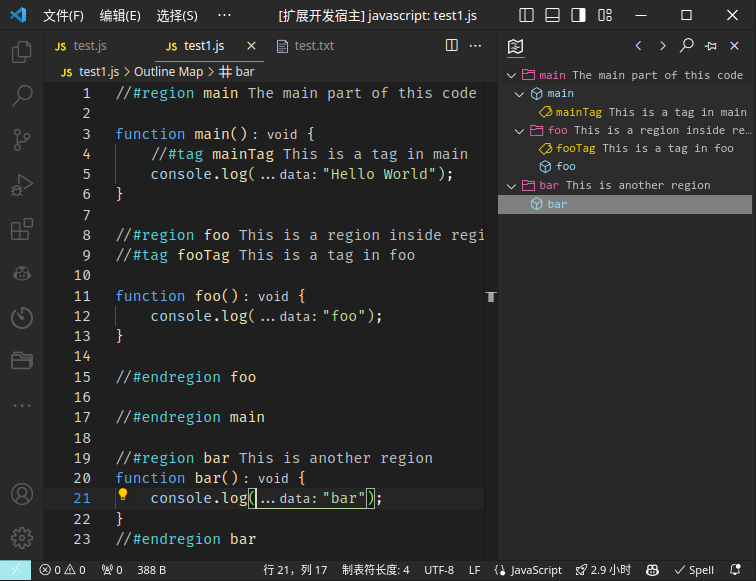 文件(F) 编辑(E) 选择(S) ··· [扩展开发宿主] javascript: test1.js
JS test.js JS test1.js test.txt ···
JS test1.js > Outline Map > bar
1 //#region main The main part of this code
2
3 function main(): void {
4 //#tag mainTag This is a tag in main
5 console.log(...data: "Hello World");
6 }
7
8 //#region foo This is a region inside regi
9 //#tag fooTag This is a tag in foo
10
11 function foo(): void {
12 console.log(...data: "foo");
13 }
14
15 //#endregion foo
16
17 //#endregion main
18
19 //#region bar This is another region
20 function bar(): void {
21 console.log(...data: "bar");
22 }
23 //#endregion bar
main The main part of this code
main
mainTag This is a tag in main
foo This is a region inside re…
fooTag This is a tag in foo
foo
bar This is another region
bar
0 0 0 388 B 行 21，列 17 制表符长度: 4 UTF-8 LF JavaScript 2.9 小时 Spell